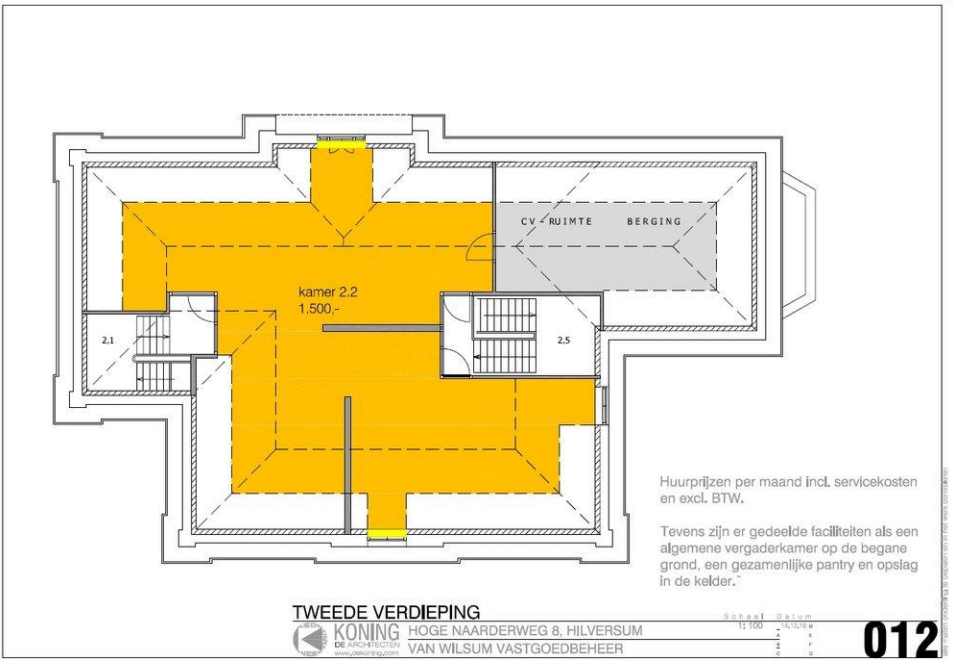 CV-RUIMTE BERGING
kamer 2.2
1.500,-
2,1
2,5
Huurprijzen per maand incl. servicekosten
en excl. BTW.
Tevens zijn er gedeelde faciliteiten als een
algemene vergaderkamer op de begane
grond, een gezamenlijke pantry en opslag
in de kelder.
TWEEDE VERDIEPING
KONING
DE ARCHITECTEN
www.dekoning.com
HOGE NAARDERWEG 8, HILVERSUM
VAN WILSUM VASTGOEDBEHEER
Schaal Datum
1; 100
012